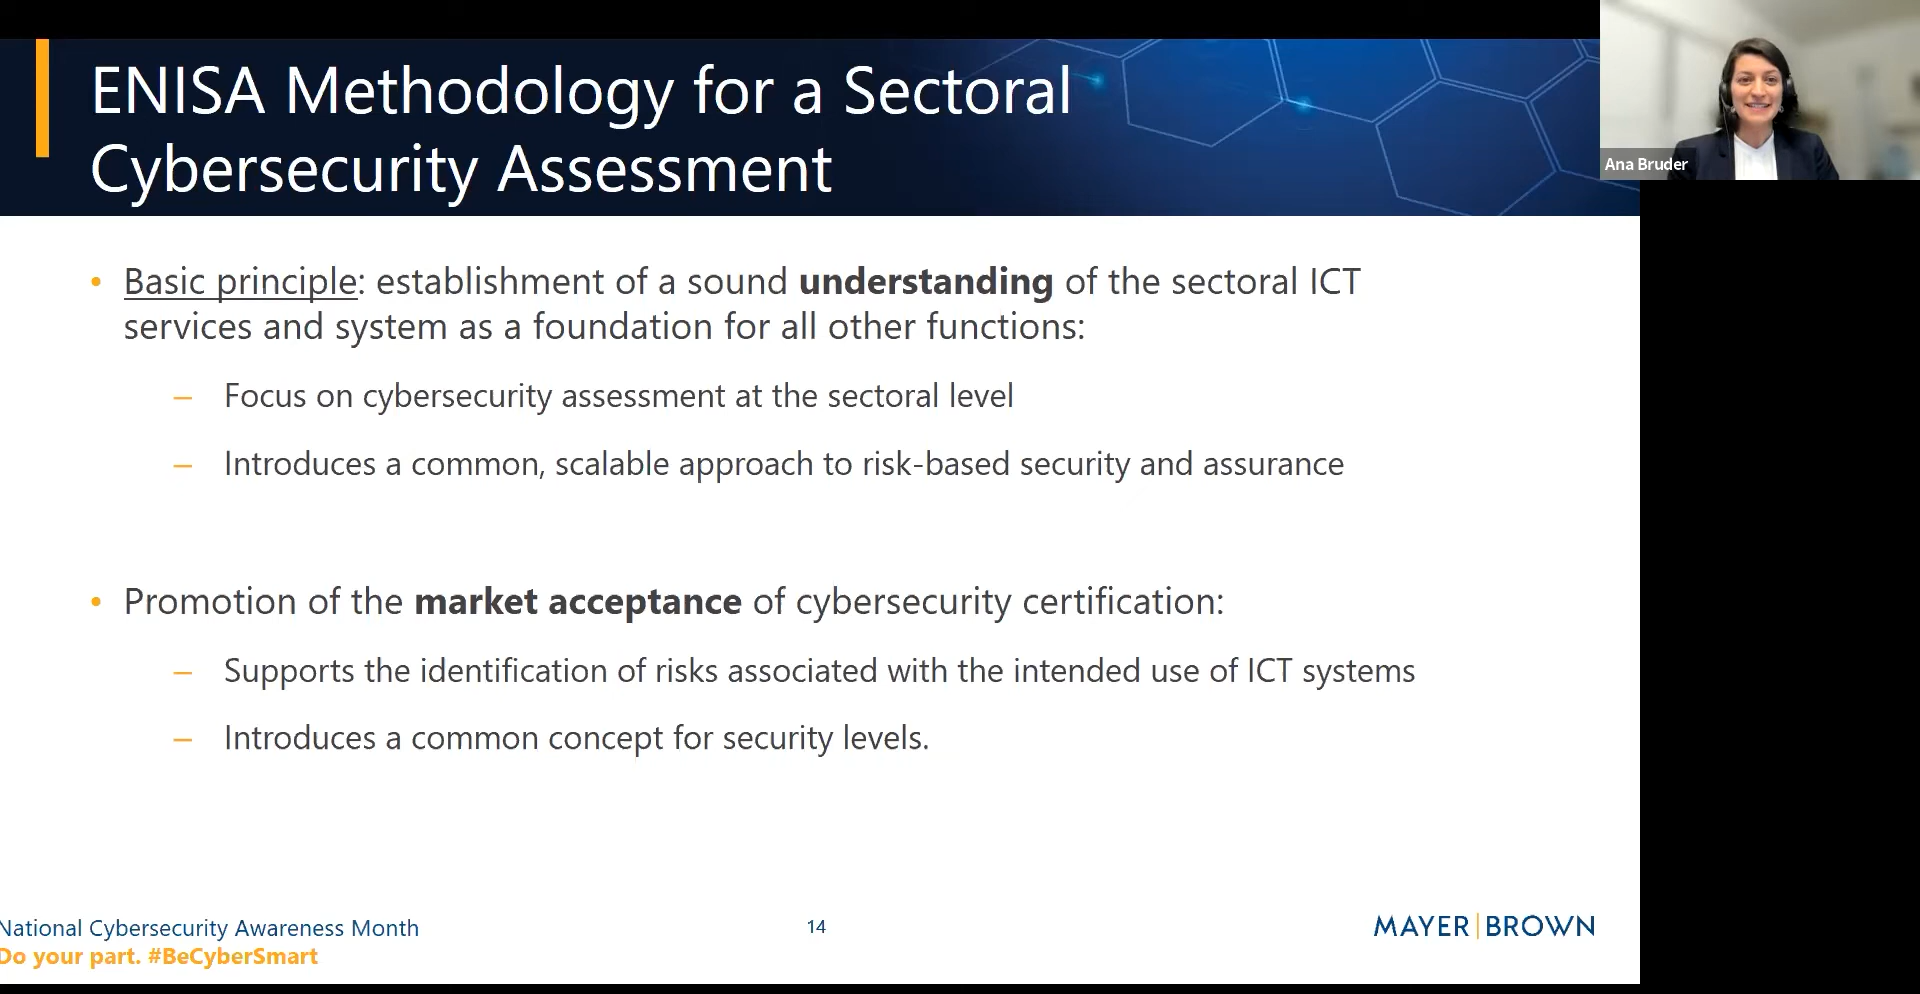 ENISA Methodology for a Sectoral
Cybersecurity Assessment
Ana Bruder
• Basic principle: establishment of a sound understanding of the sectoral ICT
services and system as a foundation for all other functions:
– Focus on cybersecurity assessment at the sectoral level
– Introduces a common, scalable approach to risk-based security and assurance
• Promotion of the market acceptance of cybersecurity certification:
– Supports the identification of risks associated with the intended use of ICT systems
– Introduces a common concept for security levels.
National Cybersecurity Awareness Month
Do your part. #BeCyberSmart
14
MAYER|BROWN